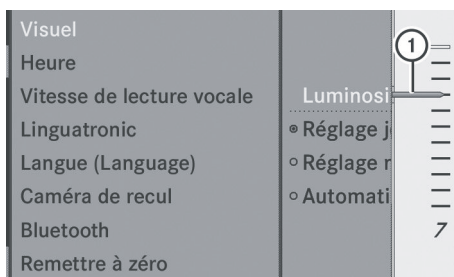 Visuel
Heure
Vitesse de lecture vocale
Linguatronic
Langue (Language)
Caméra de recul
Bluetooth
Remettre à zéro
Luminosi
Réglage j
Réglage
Automati
1
7